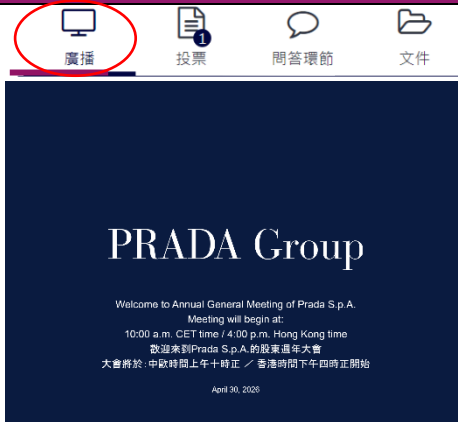 廣播
1
投票
問答環節
文件
PRADA Group
Welcome to Annual General Meeting of Prada S.p.A.
Meeting will begin at:
10:00 a.m. CET time / 4:00 p.m. Hong Kong time
歡迎來到Prada S.p.A.的股東週年大會
大會將於:中歐時間上午十時正 / 香港時間下午四時正開始
April 30, 2026